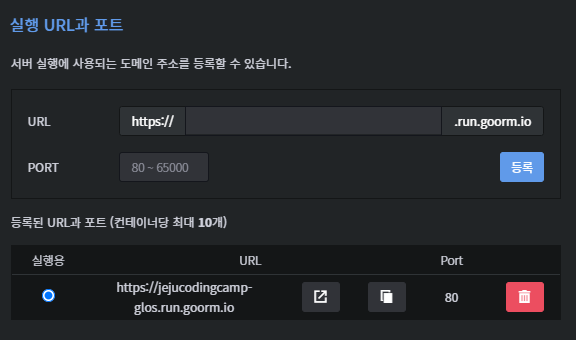 실행 URL과 포트
서버 실행에 사용되는 도메인 주소를 등록할 수 있습니다.
URL https:// .run.goorm.io
PORT 80 ~ 65000 등록
등록된 URL과 포트 (컨테이너당 최대 10개)
실행용 URL Port
https://jejucodingcamp-
glos.run.goorm.io 80